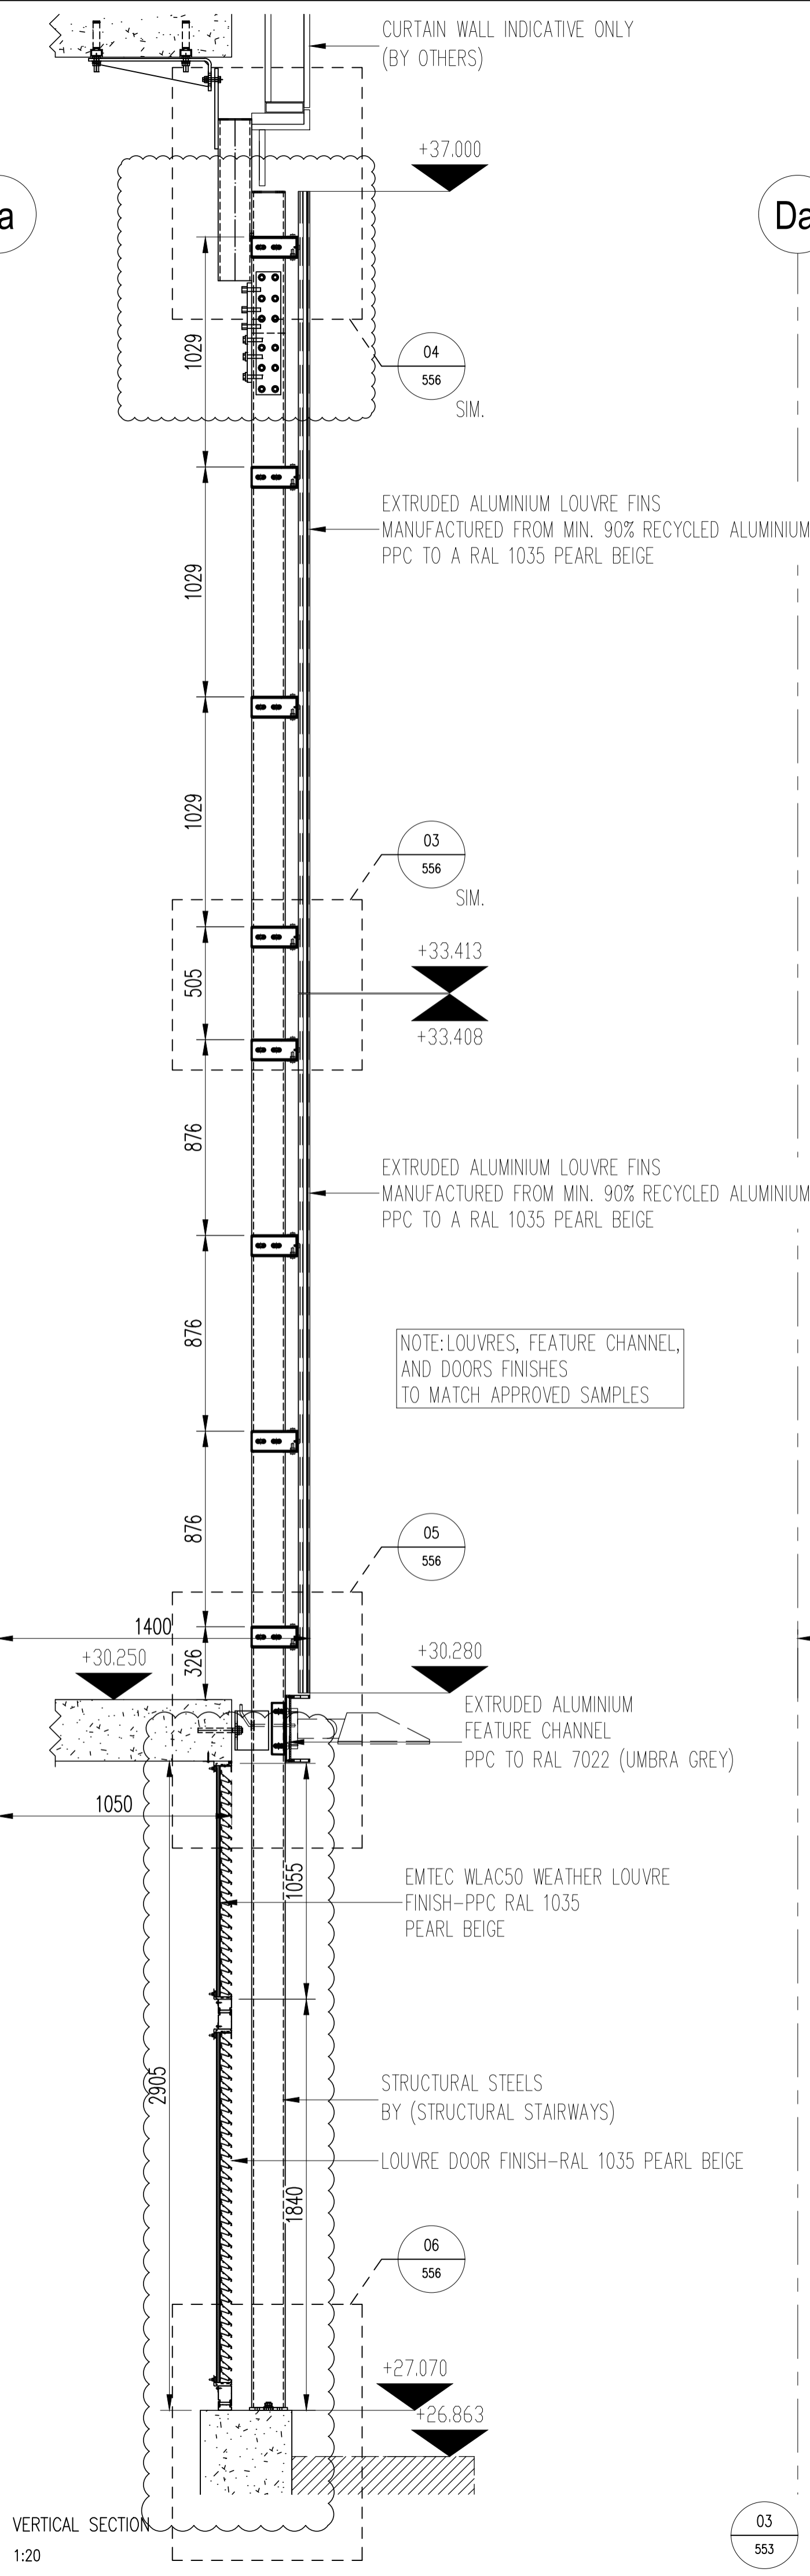 CURTAIN WALL INDICATIVE ONLY
(BY OTHERS)
+37.000
a
Da
1029
04
556
SIM.
1029
EXTRUDED ALUMINIUM LOUVRE FINS
MANUFACTURED FROM MIN. 90% RECYCLED ALUMINIUM
PPC TO A RAL 1035 PEARL BEIGE
1029
03
556
SIM.
505
+33.413
+33.408
876
EXTRUDED ALUMINIUM LOUVRE FINS
MANUFACTURED FROM MIN. 90% RECYCLED ALUMINIUM
PPC TO A RAL 1035 PEARL BEIGE
876
NOTE:LOUVRES, FEATURE CHANNEL,
AND DOORS FINISHES
TO MATCH APPROVED SAMPLES
876
05
556
1400
326
+30.250
+30.280
EXTRUDED ALUMINIUM
FEATURE CHANNEL
PPC TO RAL 7022 (UMBRA GREY)
1050
1055
EMTEC WLAC50 WEATHER LOUVRE
FINISH-PPC RAL 1035
PEARL BEIGE
2905
STRUCTURAL STEELS
BY (STRUCTURAL STAIRWAYS)
LOUVRE DOOR FINISH-RAL 1035 PEARL BEIGE
1840
06
556
+27.070
+26.863
VERTICAL SECTION
1:20
03
553